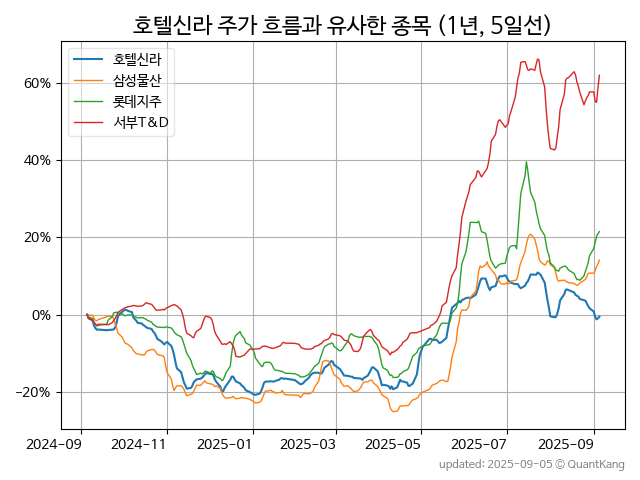 호텔신라 주가 흐름과 유사한 종목 (1년, 5일선)
호텔신라
삼성물산
롯데지주
서부T&D
60%
40%
20%
0%
−20%
2024-09
2024-11
2025-01
2025-03
2025-05
2025-07
2025-09
updated: 2025-09-05 © QuantKang